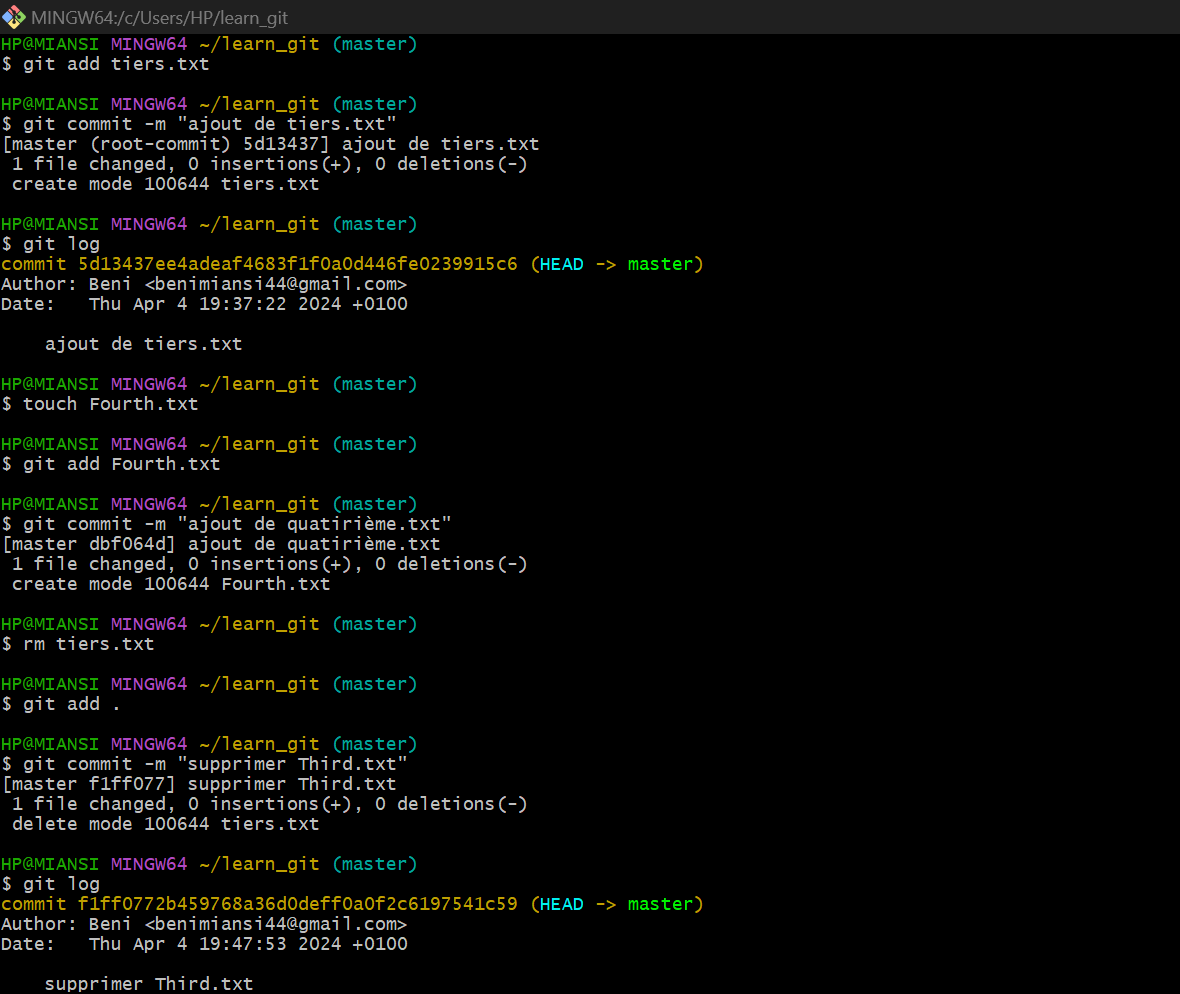 MINGW64:/c/Users/HP/learn_git
HP@MIANSI MINGW64 ~/learn_git (master)
$ git add tiers.txt
HP@MIANSI MINGW64 ~/learn_git (master)
$ git commit -m "ajout de tiers.txt"
[master (root-commit) 5d13437] ajout de tiers.txt
 1 file changed, 0 insertions(+), 0 deletions(-)
 create mode 100644 tiers.txt
HP@MIANSI MINGW64 ~/learn_git (master)
$ git log
commit 5d13437ee4adeaf4683f1f0a0d446fe0239915c6 (HEAD -> master)
Author: Beni <benimiansi44@gmail.com>
Date:   Thu Apr 4 19:37:22 2024 +0100
    ajout de tiers.txt
HP@MIANSI MINGW64 ~/learn_git (master)
$ touch Fourth.txt
HP@MIANSI MINGW64 ~/learn_git (master)
$ git add Fourth.txt
HP@MIANSI MINGW64 ~/learn_git (master)
$ git commit -m "ajout de quatirième.txt"
[master dbf064d] ajout de quatirième.txt
 1 file changed, 0 insertions(+), 0 deletions(-)
 create mode 100644 Fourth.txt
HP@MIANSI MINGW64 ~/learn_git (master)
$ rm tiers.txt
HP@MIANSI MINGW64 ~/learn_git (master)
$ git add .
HP@MIANSI MINGW64 ~/learn_git (master)
$ git commit -m "supprimer Third.txt"
[master f1ff077] supprimer Third.txt
 1 file changed, 0 insertions(+), 0 deletions(-)
 delete mode 100644 tiers.txt
HP@MIANSI MINGW64 ~/learn_git (master)
$ git log
commit f1ff0772b459768a36d0deff0a0f2c6197541c59 (HEAD -> master)
Author: Beni <benimiansi44@gmail.com>
Date:   Thu Apr 4 19:47:53 2024 +0100
    supprimer Third.txt